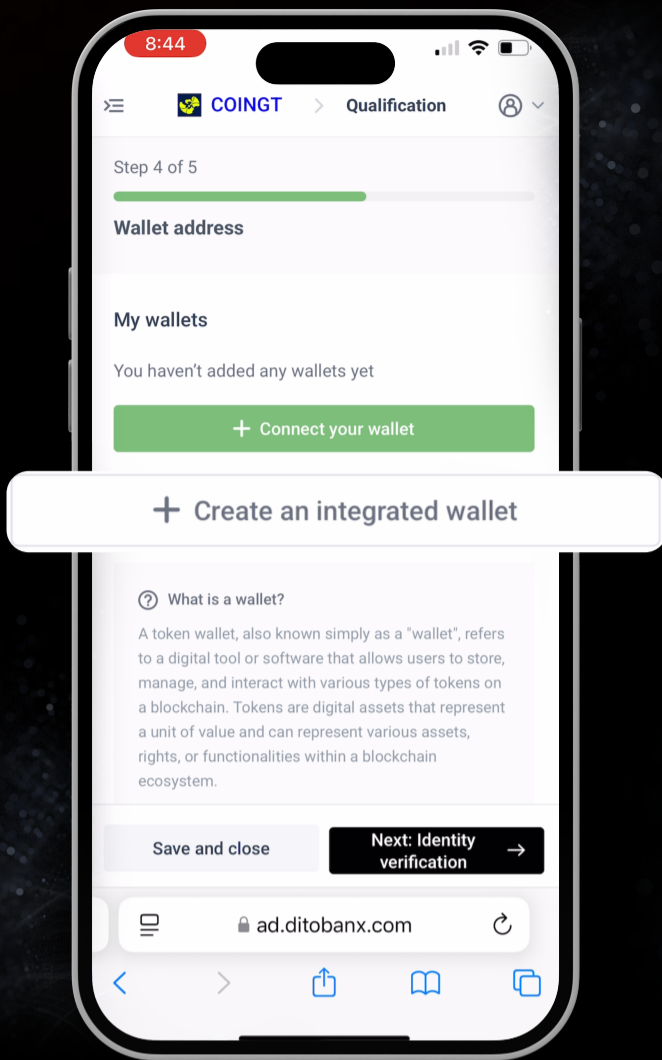 8:44
COINGT
Qualification
Step 4 of 5
Wallet address
My wallets
You haven’t added any wallets yet
+ Connect your wallet
+ Create an integrated wallet
What is a wallet?
A token wallet, also known simply as a "wallet", refers
to a digital tool or software that allows users to store,
manage, and interact with various types of tokens on
a blockchain. Tokens are digital assets that represent
a unit of value and can represent various assets,
rights, or functionalities within a blockchain
ecosystem.
Save and close
Next: Identity
verification
ad.ditobanx.com